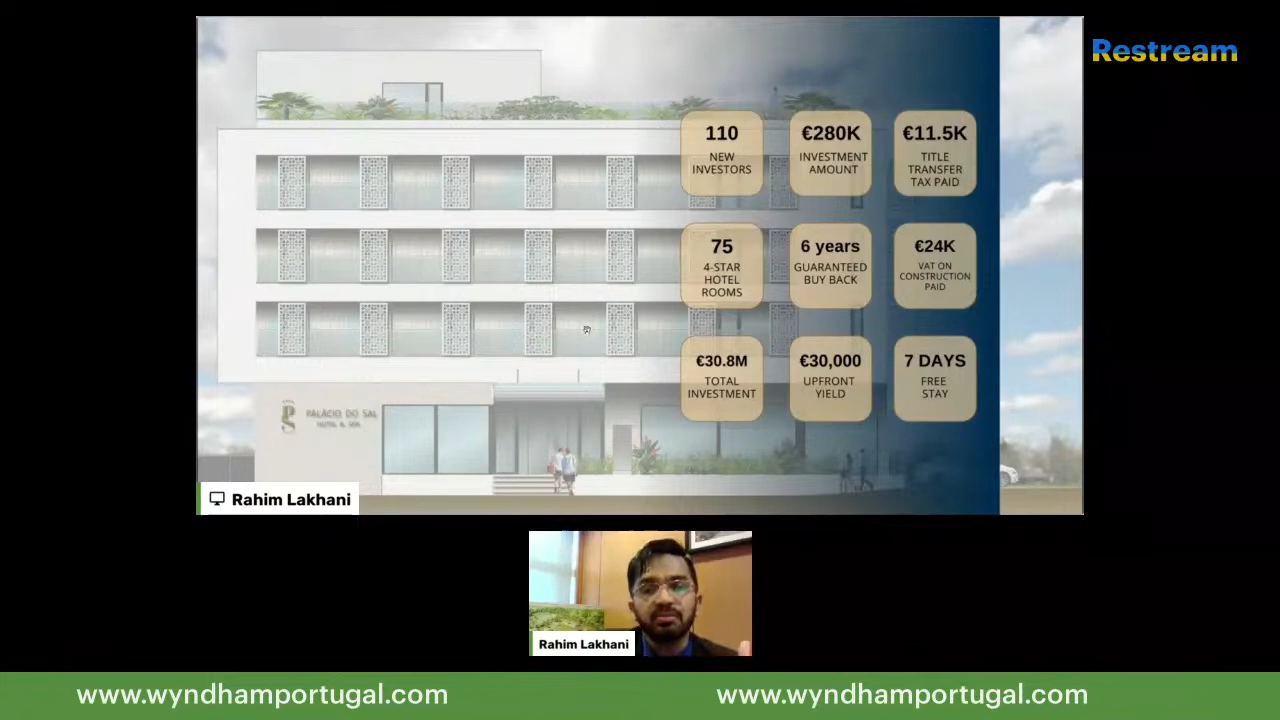 Restream
110
NEW
INVESTORS
€280K
INVESTMENT
AMOUNT
€11.5K
TITLE
TRANSFER
TAX PAID
75
4-STAR
HOTEL
ROOMS
6 years
GUARANTEED
BUY BACK
€24K
VAT ON
CONSTRUCTION
PAID
€30.8M
TOTAL
INVESTMENT
€30,000
UPFRONT
YIELD
7 DAYS
FREE
STAY
PALÁCIO DO SAL
HOTEL & SPA
Rahim Lakhani
Rahim Lakhani
www.wyndhamportugal.com
www.wyndhamportugal.com